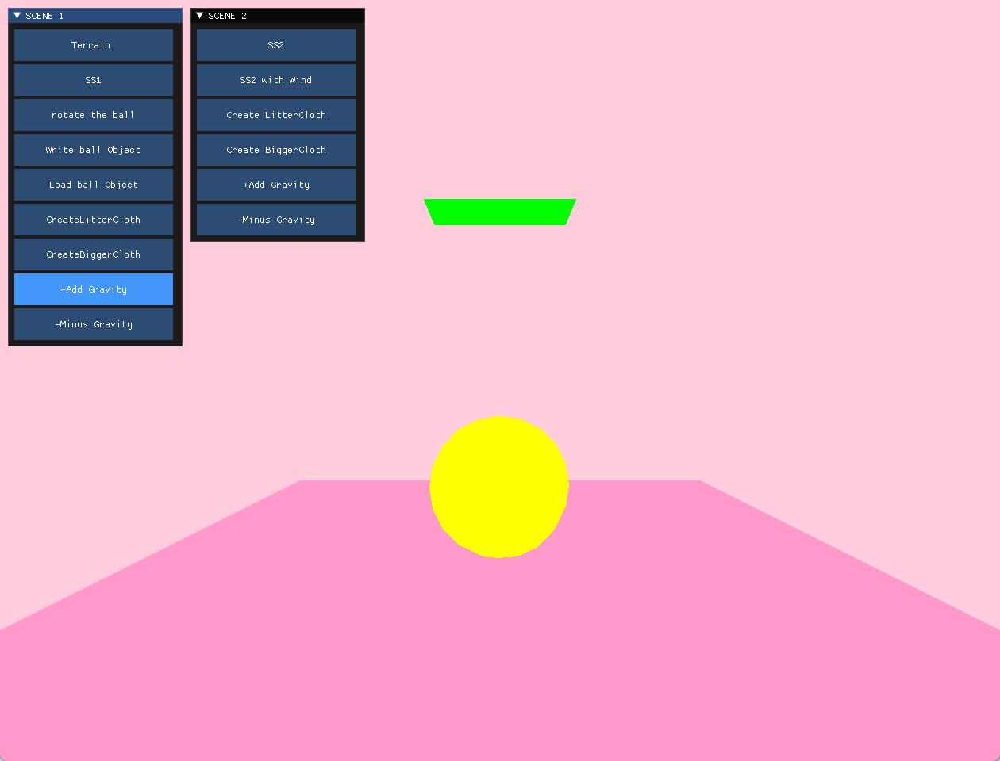 SCENE 1
Terrain
SS1
rotate the ball
Write ball Object
Load ball Object
CreateLitterCloth
CreateBiggerCloth
+Add Gravity
-Minus Gravity
SCENE 2
SS2
SS2 with Wind
Create LitterCloth
Create BiggerCloth
+Add Gravity
-Minus Gravity